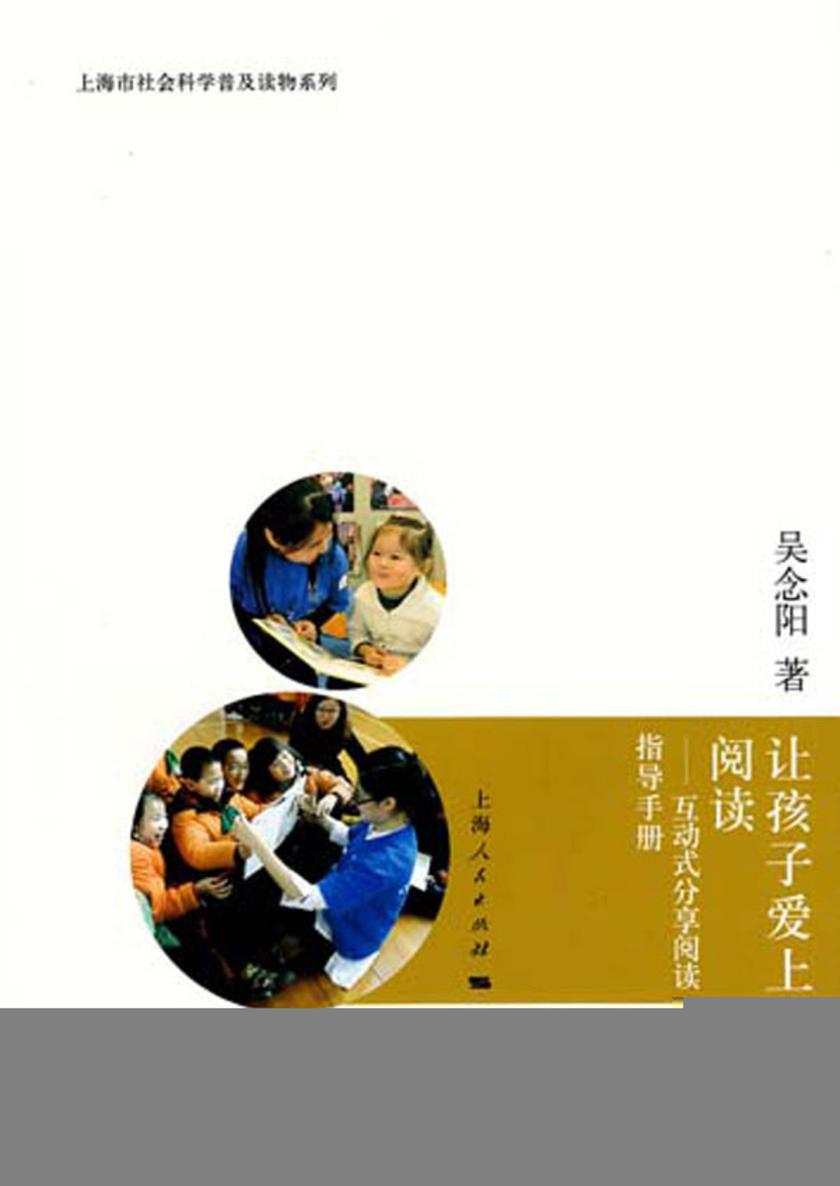 上海市社会科学普及读物系列
吴念阳 著
让孩子爱上
阅读
——互动式分享阅读
指导手册
上海人民出版社